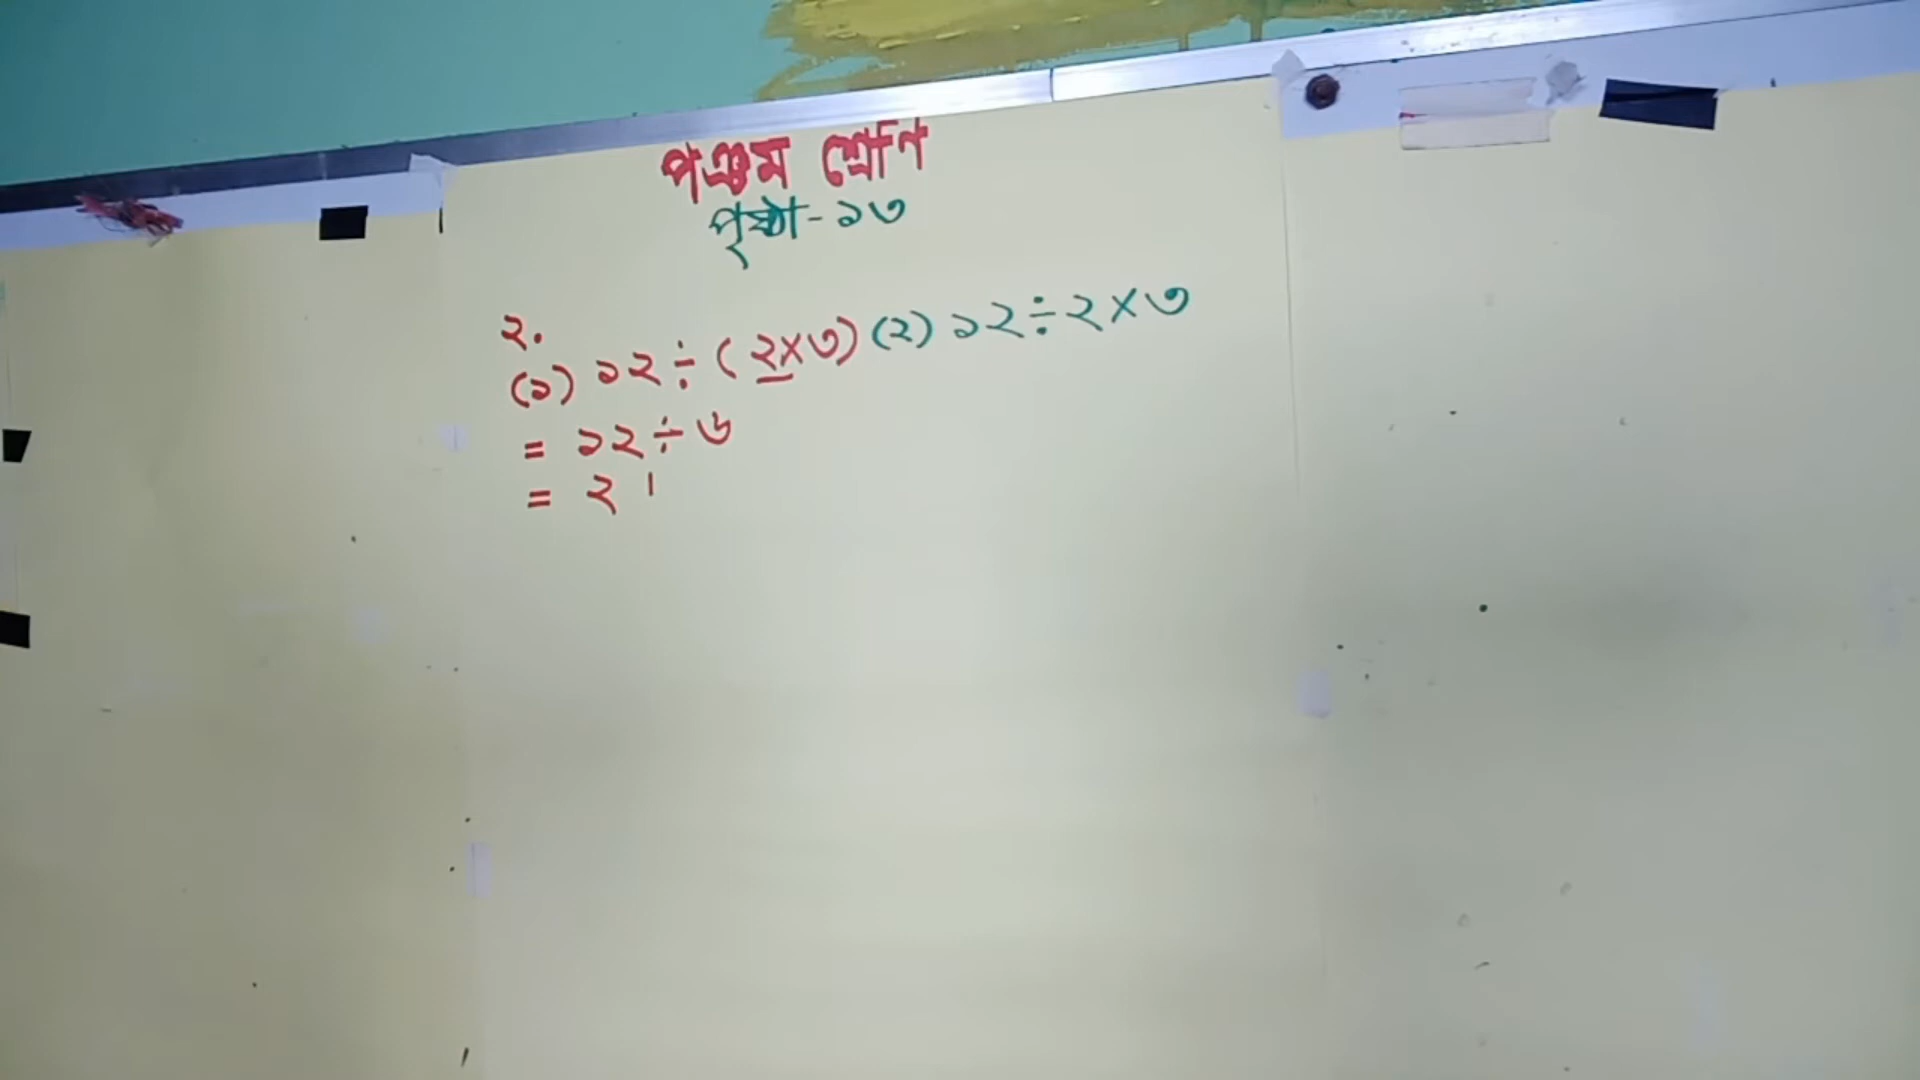 পঞ্চম শ্রেণি
পৃষ্ঠা-১৩
২.
(১) ১২÷(২×৩) (২) ১২÷২×৩
= ১২÷৬
= ২।